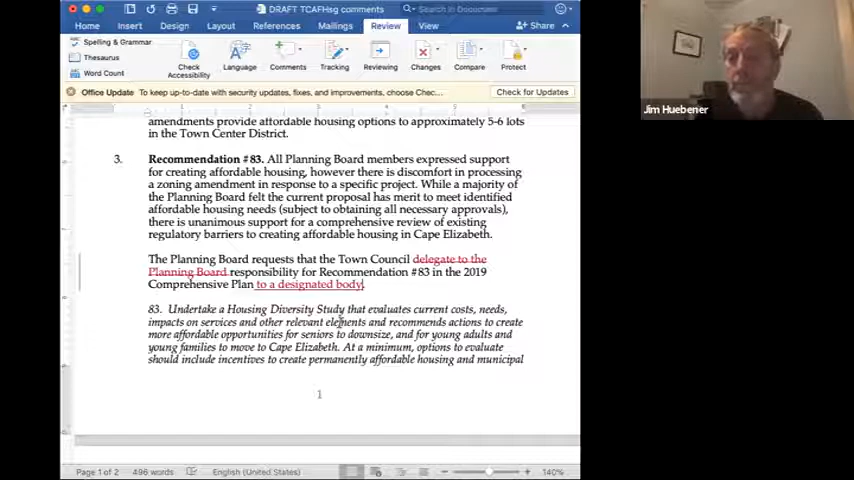 DRAFT TCAFHsg comments
Search in Document
Home Insert Design Layout References Mailings Review View Share
Spelling & Grammar
Thesaurus
Word Count
Check Accessibility
Language
Comments
Tracking
Reviewing
Changes
Compare
Protect
Office Update To keep up-to-date with security updates, fixes, and improvements, choose Chec... Check for Updates
amendments provide affordable housing options to approximately 5-6 lots
in the Town Center District.
3. Recommendation #83. All Planning Board members expressed support
for creating affordable housing, however there is discomfort in processing
a zoning amendment in response to a specific project. While a majority of
the Planning Board felt the current proposal has merit to meet identified
affordable housing needs (subject to obtaining all necessary approvals),
there is unanimous support for a comprehensive review of existing
regulatory barriers to creating affordable housing in Cape Elizabeth.
The Planning Board requests that the Town Council delegate to the
Planning Board responsibility for Recommendation #83 in the 2019
Comprehensive Plan to a designated body.
83. Undertake a Housing Diversity Study that evaluates current costs, needs,
impacts on services and other relevant elements and recommends actions to create
more affordable opportunities for seniors to downsize, and for young adults and
young families to move to Cape Elizabeth. At a minimum, options to evaluate
should include incentives to create permanently affordable housing and municipal
1
Page 1 of 2 496 words English (United States) 140%
Jim Huebener